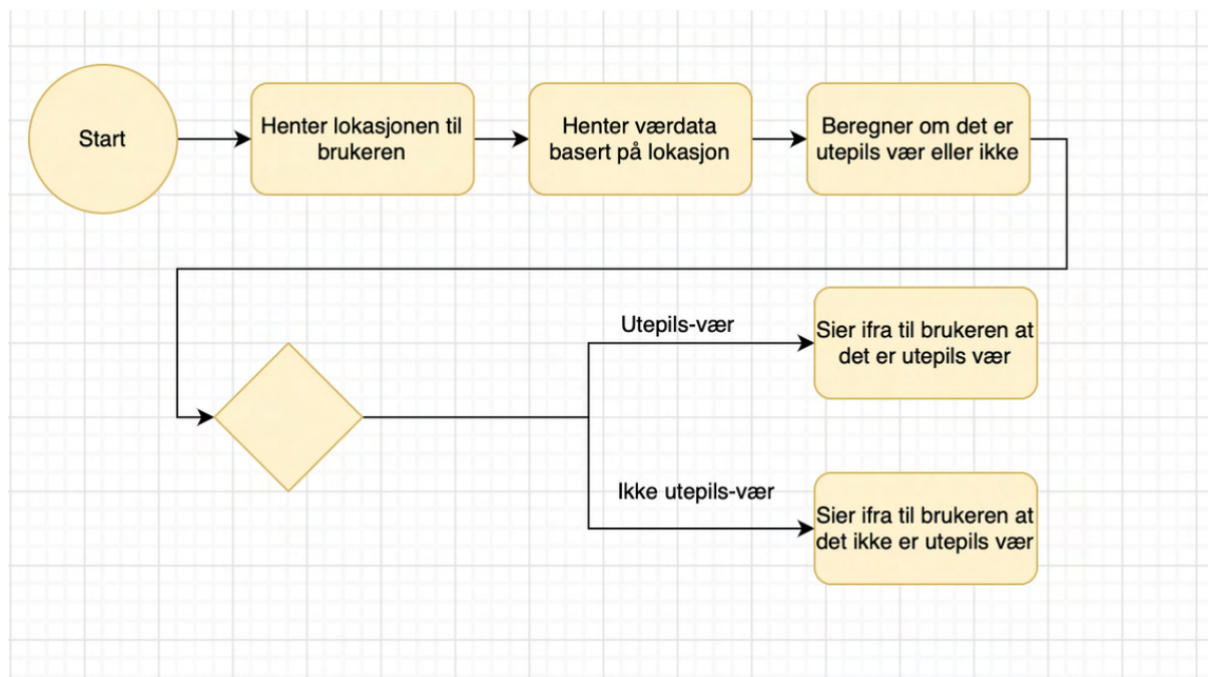 Start
Henter lokasjonen til
brukeren
Henter værdata
basert på lokasjon
Beregner om det er
utepils vær eller ikke
Utepils-vær
Sier ifra til brukeren at
det er utepils vær
Ikke utepils-vær
Sier ifra til brukeren at
det ikke er utepils vær